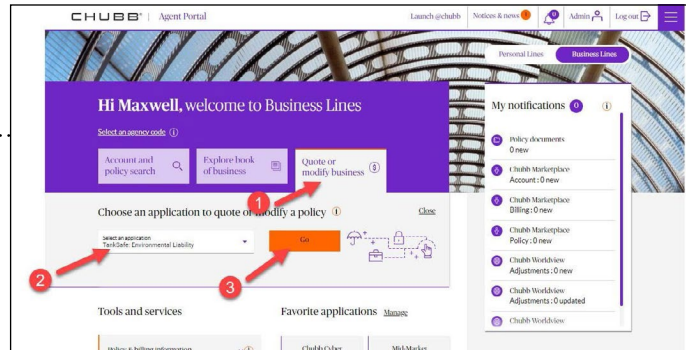 CHUBB® | Agent Portal
Launch @chubb
Notices & news
Admin
Log out
Personal Lines
Business Lines
Hi Maxwell, welcome to Business Lines
Select an agency code
Account and
policy search
Explore book
of business
Quote or
modify business
1
Choose an application to quote or modify a policy
Close
Select an application
TankSafe: Environmental Liability
Go
2
3
Tools and services
Favorite applications Manage
Policy & billing information
Chubb Cyber
Mid-Market
My notifications 0
Policy documents
0 new
Chubb Marketplace
Account : 0 new
Chubb Marketplace
Billing : 0 new
Chubb Marketplace
Policy : 0 new
Chubb Worldview
Adjustments : 0 new
Chubb Worldview
Adjustments : 0 updated
Chubb Worldview